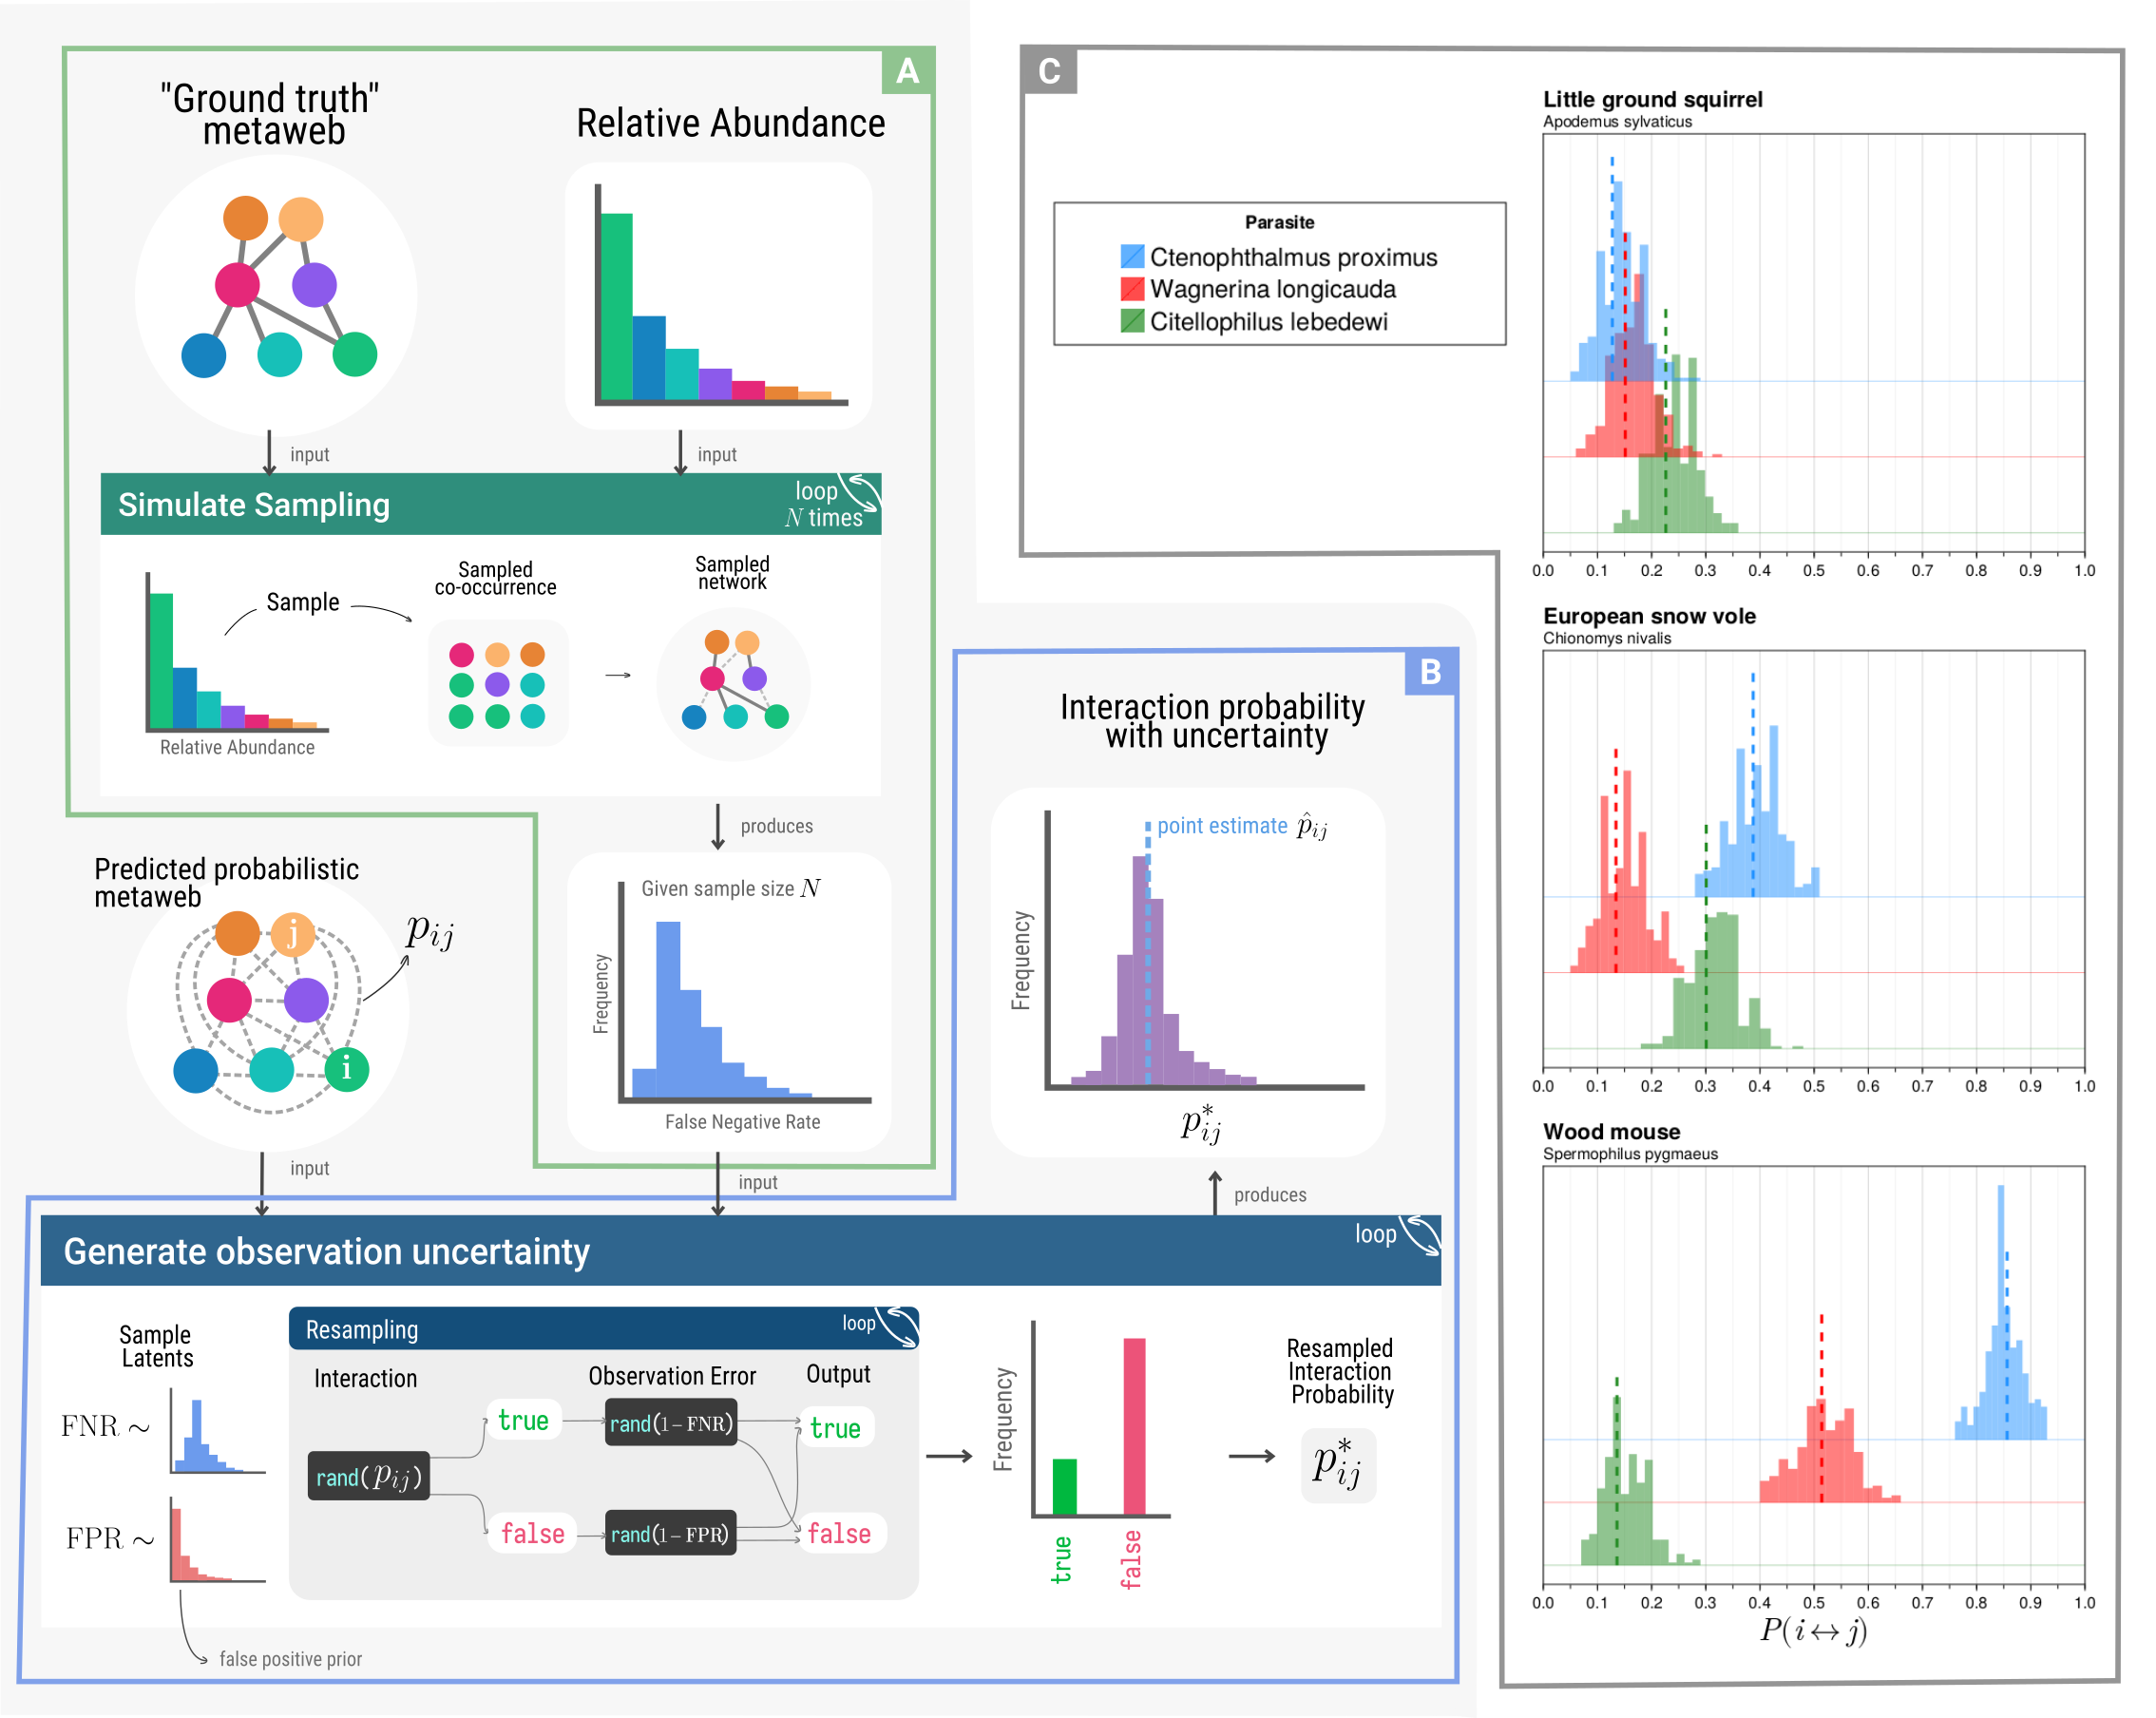 A
"Ground truth"
metaweb
Relative Abundance
input
input
Simulate Sampling
loop
N times
Sample
Relative Abundance
Sampled
co-occurrence
Sampled
network
produces
Given sample size N
Frequency
False Negative Rate
Predicted probabilistic
metaweb
j
i
p_ij
input
input
B
Interaction probability
with uncertainty
point estimate p̂_ij
Frequency
p*_ij
produces
Generate observation uncertainty
loop
Sample
Latents
FNR ~
FPR ~
false positive prior
Resampling
loop
Interaction
Observation Error
Output
rand(p_ij)
true
rand(1−FNR)
true
false
rand(1−FPR)
false
Frequency
true
false
Resampled
Interaction
Probability
p*_ij
C
Parasite
Ctenophthalmus proximus
Wagnerina longicauda
Citellophilus lebedewi
Little ground squirrel
Apodemus sylvaticus
0.0 0.1 0.2 0.3 0.4 0.5 0.6 0.7 0.8 0.9 1.0
European snow vole
Chionomys nivalis
0.0 0.1 0.2 0.3 0.4 0.5 0.6 0.7 0.8 0.9 1.0
Wood mouse
Spermophilus pygmaeus
0.0 0.1 0.2 0.3 0.4 0.5 0.6 0.7 0.8 0.9 1.0
P(i↔j)